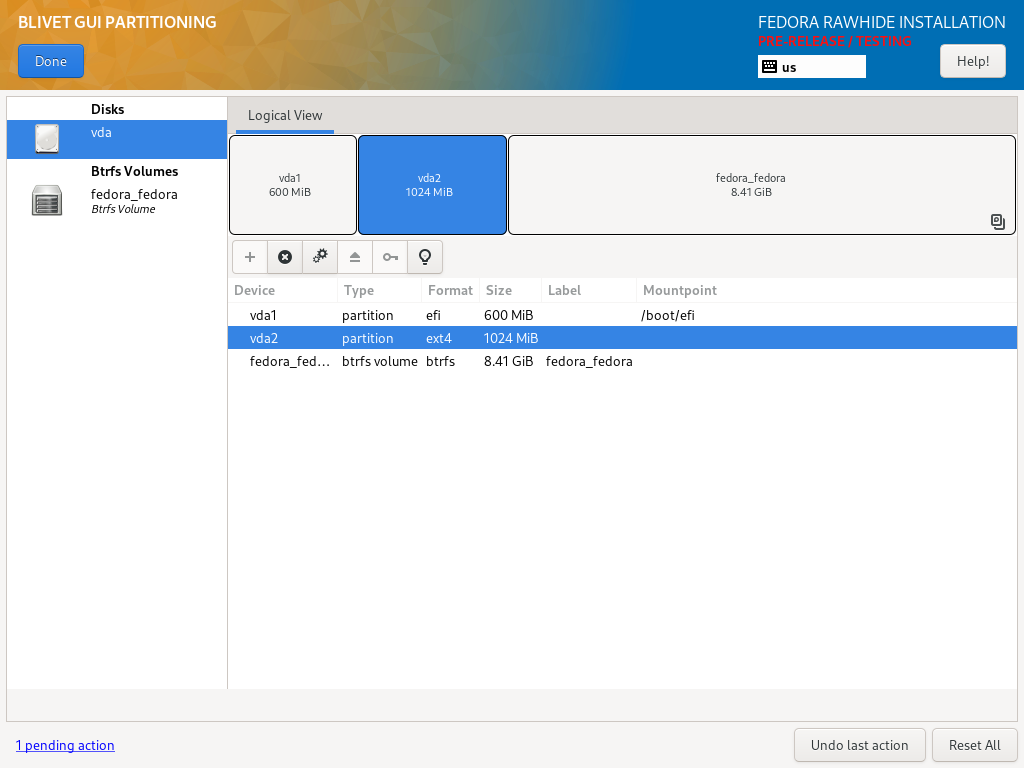 BLIVET GUI PARTITIONING
FEDORA RAWHIDE INSTALLATION
PRE-RELEASE / TESTING
Done
us
Help!
Disks
vda
Btrfs Volumes
fedora_fedora
Btrfs Volume
Logical View
vda1
600 MiB
vda2
1024 MiB
fedora_fedora
8.41 GiB
Device Type Format Size Label Mountpoint
vda1 partition efi 600 MiB /boot/efi
vda2 partition ext4 1024 MiB
fedora_fed... btrfs volume btrfs 8.41 GiB fedora_fedora
1 pending action
Undo last action
Reset All